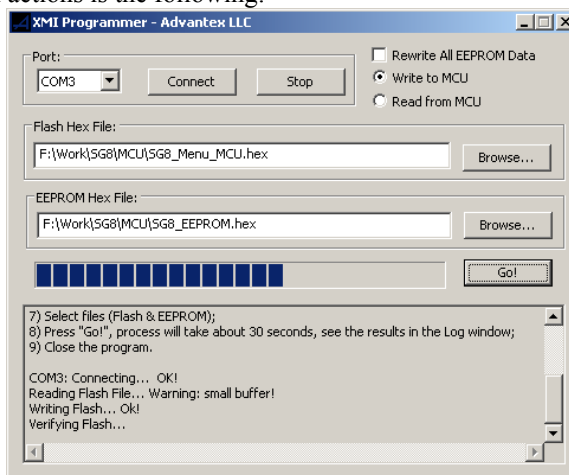 actions is the following:
XMI Programmer - Advantex LLC
Port:
COM3
Connect
Stop
Rewrite All EEPROM Data
Write to MCU
Read from MCU
Flash Hex File:
F:\Work\SG8\MCU\SG8_Menu_MCU.hex
Browse...
EEPROM Hex File:
F:\Work\SG8\MCU\SG8_EEPROM.hex
Browse...
Go!
7) Select files (Flash & EEPROM);
8) Press "Go!", process will take about 30 seconds, see the results in the Log window;
9) Close the program.
COM3: Connecting... OK!
Reading Flash File... Warning: small buffer!
Writing Flash... Ok!
Verifying Flash...